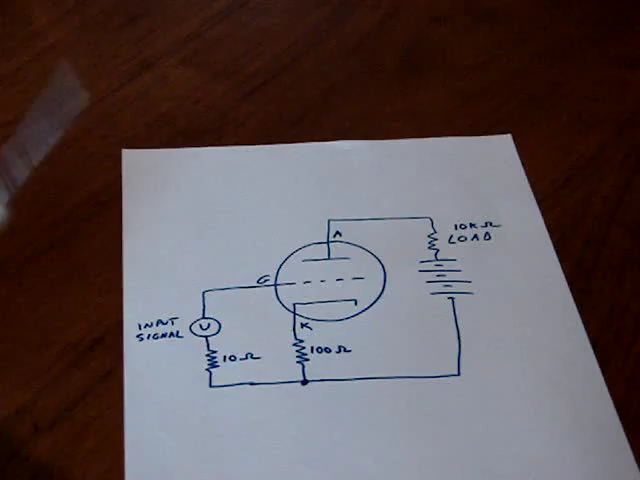 A
10KΩ
LOAD
G
INPUT
SIGNAL
V
K
10Ω
100Ω